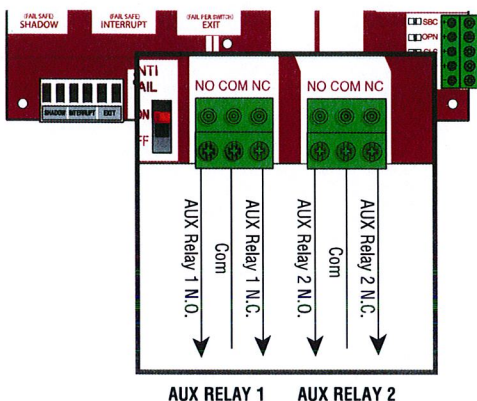 (FAIL SAFE)
SHADOW
(FAIL SAFE)
INTERRUPT
(FAIL PER SWITCH)
EXIT
SBC
OPN
NTI
AIL
ON
FF
SHADOW INTERRUPT EXIT
NO COM NC
NO COM NC
AUX Relay 1 N.O.
Com
AUX Relay 1 N.C.
AUX Relay 2 N.O.
Com
AUX Relay 2 N.C.
AUX RELAY 1
AUX RELAY 2